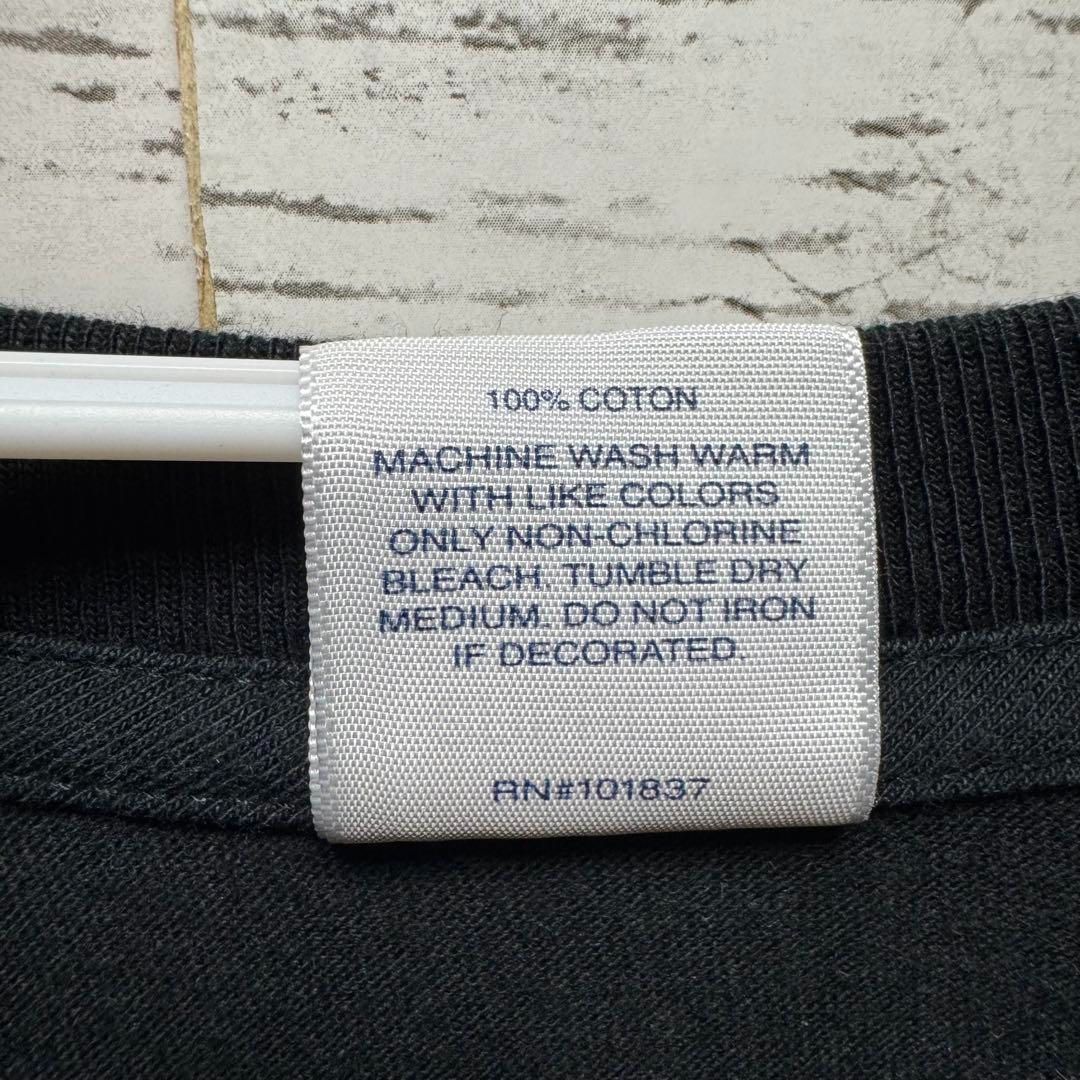 100% COTON
MACHINE WASH WARM
WITH LIKE COLORS
ONLY NON-CHLORINE
BLEACH. TUMBLE DRY
MEDIUM. DO NOT IRON
IF DECORATED.
RN#101837